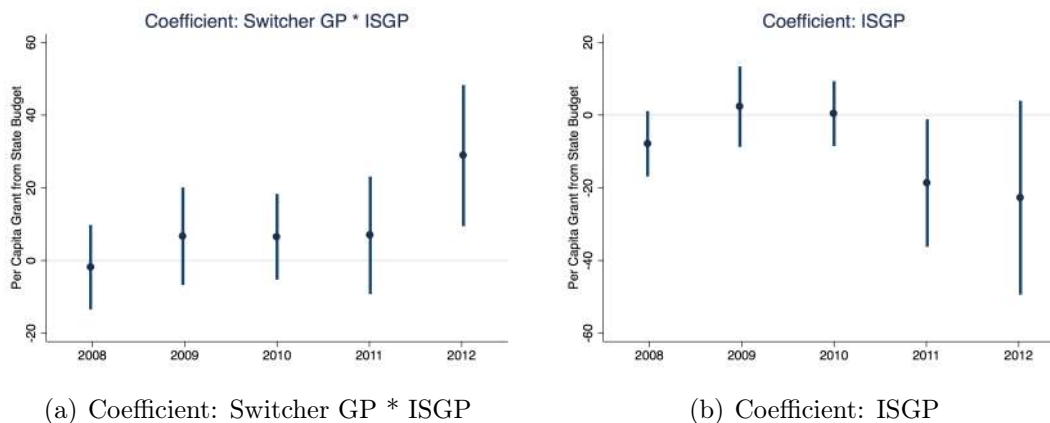 Coefficient: Switcher GP * ISGP
Per Capita Grant from State Budget
60
40
20
0
-20
2008 2009 2010 2011 2012
(a) Coefficient: Switcher GP * ISGP
Coefficient: ISGP
Per Capita Grant from State Budget
20
0
-20
-40
-60
2008 2009 2010 2011 2012
(b) Coefficient: ISGP